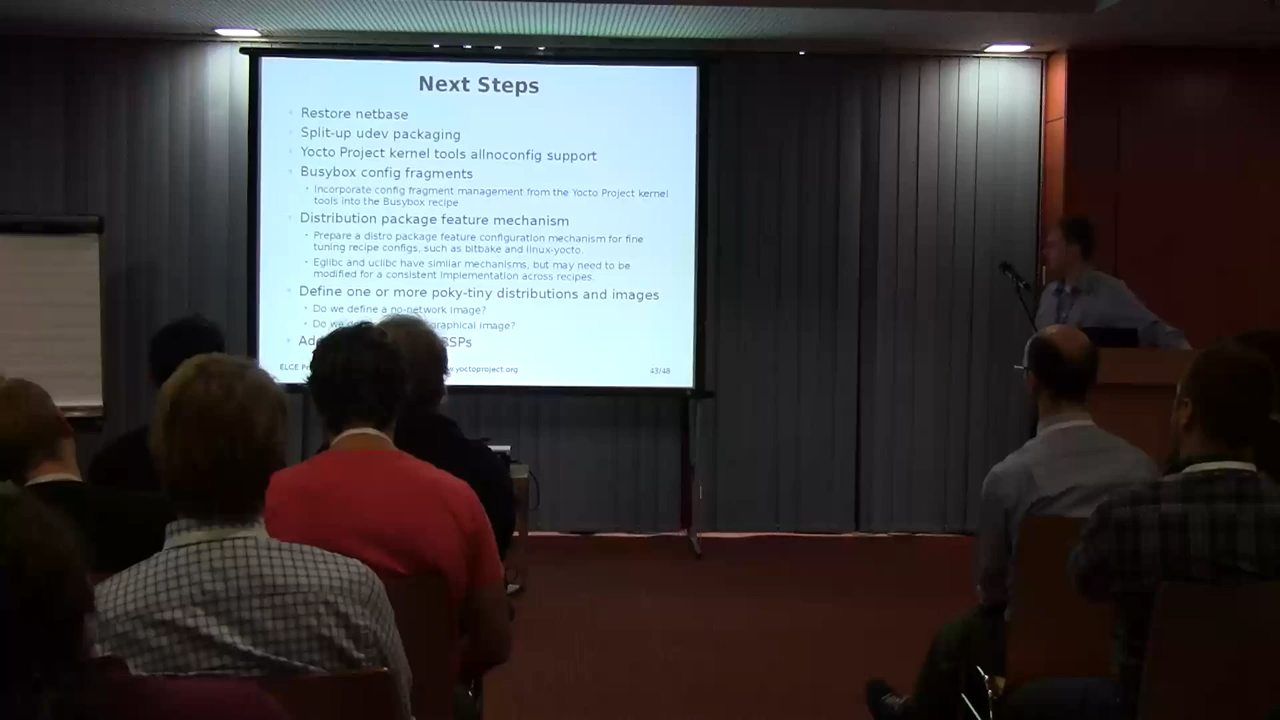 Next Steps
Restore netbase
Split-up udev packaging
Yocto Project kernel tools allnoconfig support
Busybox config fragments
Incorporate config fragment management from the Yocto Project kernel
tools into the Busybox recipe
Distribution package feature mechanism
Prepare a distro package feature configuration mechanism for fine
tuning recipe configs, such as bitbake and linux-yocto.
Eglibc and uclibc have similar mechanisms, but may need to be
modified for a consistent implementation across recipes.
Define one or more poky-tiny distributions and images
Do we define a no-network image?
Do we graphical image?
BSPs
ELCE yoctoproject.org
43/48